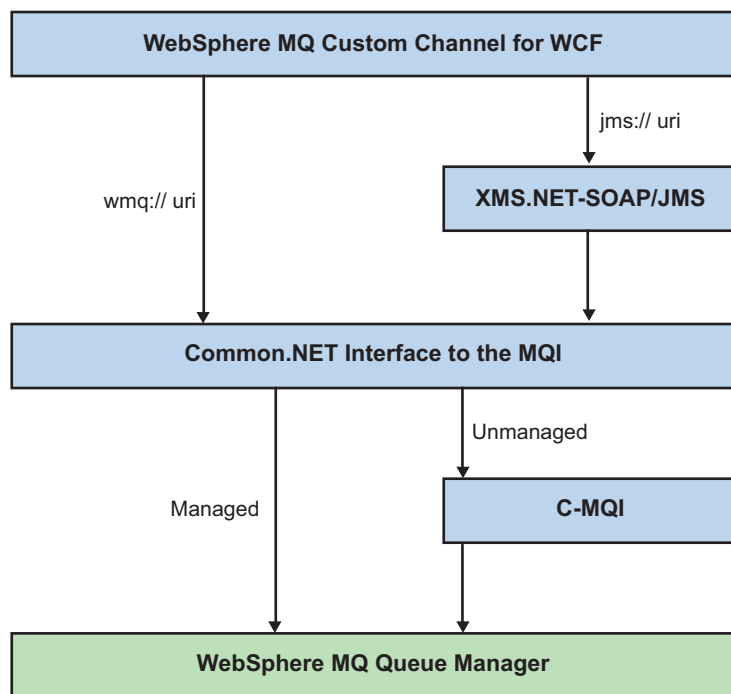 WebSphere MQ Custom Channel for WCF
jms:// uri
wmq:// uri
XMS.NET-SOAP/JMS
Common.NET Interface to the MQI
Unmanaged
Managed
C-MQI
WebSphere MQ Queue Manager